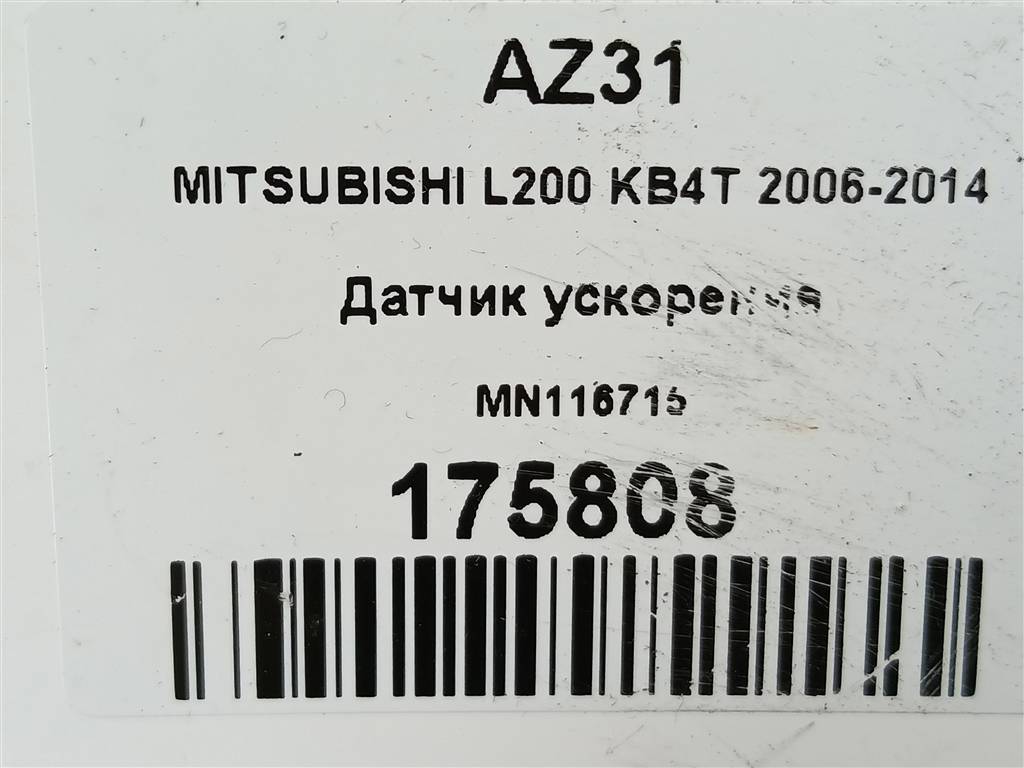 AZ31
MITSUBISHI L200 KB4T 2006-2014
Датчик ускорения
MN116715
175808